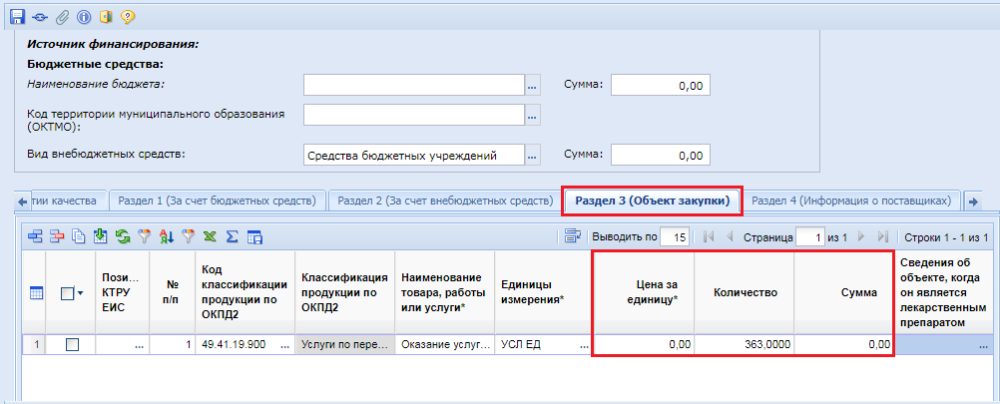 Источник финансирования:
Бюджетные средства:
Наименование бюджета: ... Сумма: 0,00
Код территории муниципального образования
(ОКТМО): ...
Вид внебюджетных средств: Средства бюджетных учреждений ... Сумма: 0,00
тии качества Раздел 1 (За счет бюджетных средств) Раздел 2 (За счет внебюджетных средств) Раздел 3 (Объект закупки) Раздел 4 (Информация о поставщиках)
Выводить по 15 Страница 1 из 1 Строки 1 - 1 из 1
Пози...
КТРУ
ЕИС
№
п/п
Код
классификации
продукции по
ОКПД2
Классификация
продукции по
ОКПД2
Наименование
товара, работы
или услуги*
Единицы
измерения*
Цена за
единицу*
Количество
Сумма
Сведения об
объекте, когда
он является
лекарственным
препаратом
1 ... 1 49.41.19.900 ... Услуги по пере... Оказание услуг... УСЛ ЕД ... 0,00 363,0000 0,00 ...